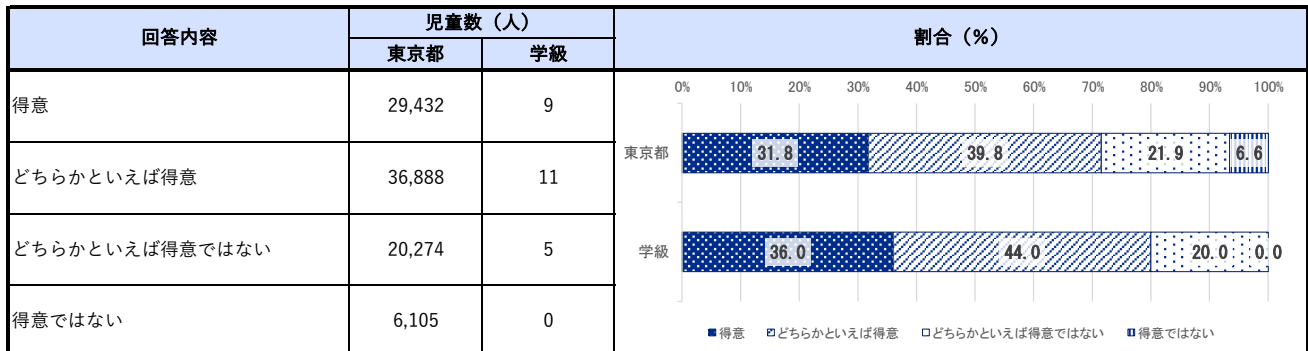 回答内容 児童数（人） 割合（%）
東京都 学級
得意 29,432 9
どちらかといえば得意 36,888 11
どちらかといえば得意ではない 20,274 5
得意ではない 6,105 0
0% 10% 20% 30% 40% 50% 60% 70% 80% 90% 100%
東京都 31.8 39.8 21.9 6.6
学級 36.0 44.0 20.0 0.0
得意 どちらかといえば得意 どちらかといえば得意ではない 得意ではない